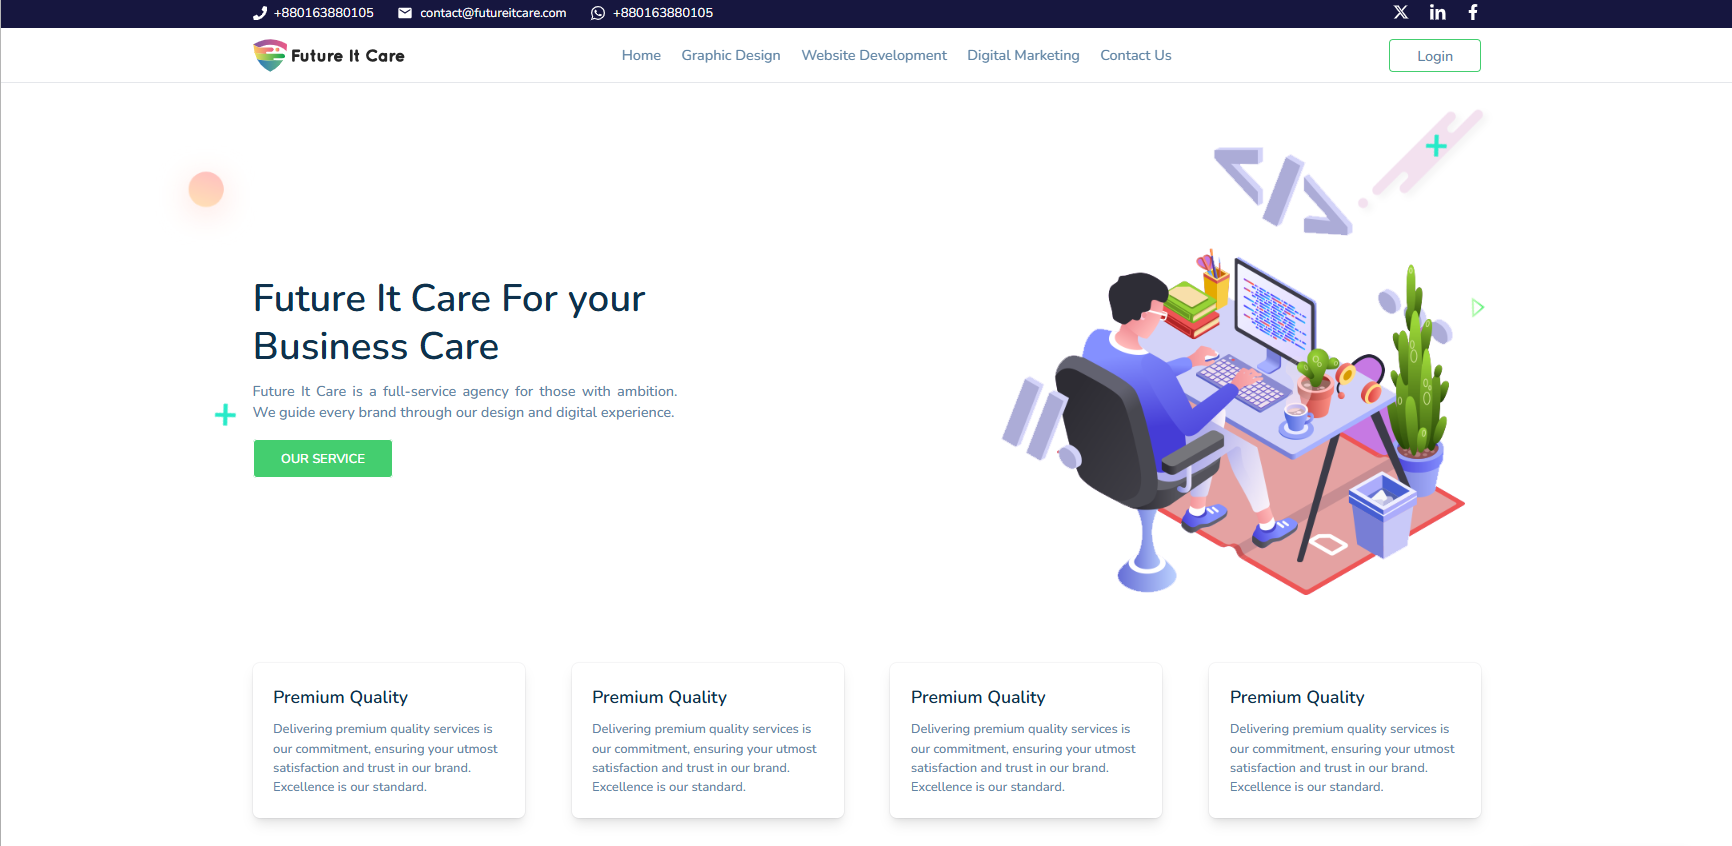 +880163880105 contact@futureitcare.com +880163880105
Future It Care Home Graphic Design Website Development Digital Marketing Contact Us Login
Future It Care For your
Business Care
Future It Care is a full-service agency for those with ambition.
We guide every brand through our design and digital experience.
OUR SERVICE
Premium Quality
Delivering premium quality services is
our commitment, ensuring your utmost
satisfaction and trust in our brand.
Excellence is our standard.
Premium Quality
Delivering premium quality services is
our commitment, ensuring your utmost
satisfaction and trust in our brand.
Excellence is our standard.
Premium Quality
Delivering premium quality services is
our commitment, ensuring your utmost
satisfaction and trust in our brand.
Excellence is our standard.
Premium Quality
Delivering premium quality services is
our commitment, ensuring your utmost
satisfaction and trust in our brand.
Excellence is our standard.